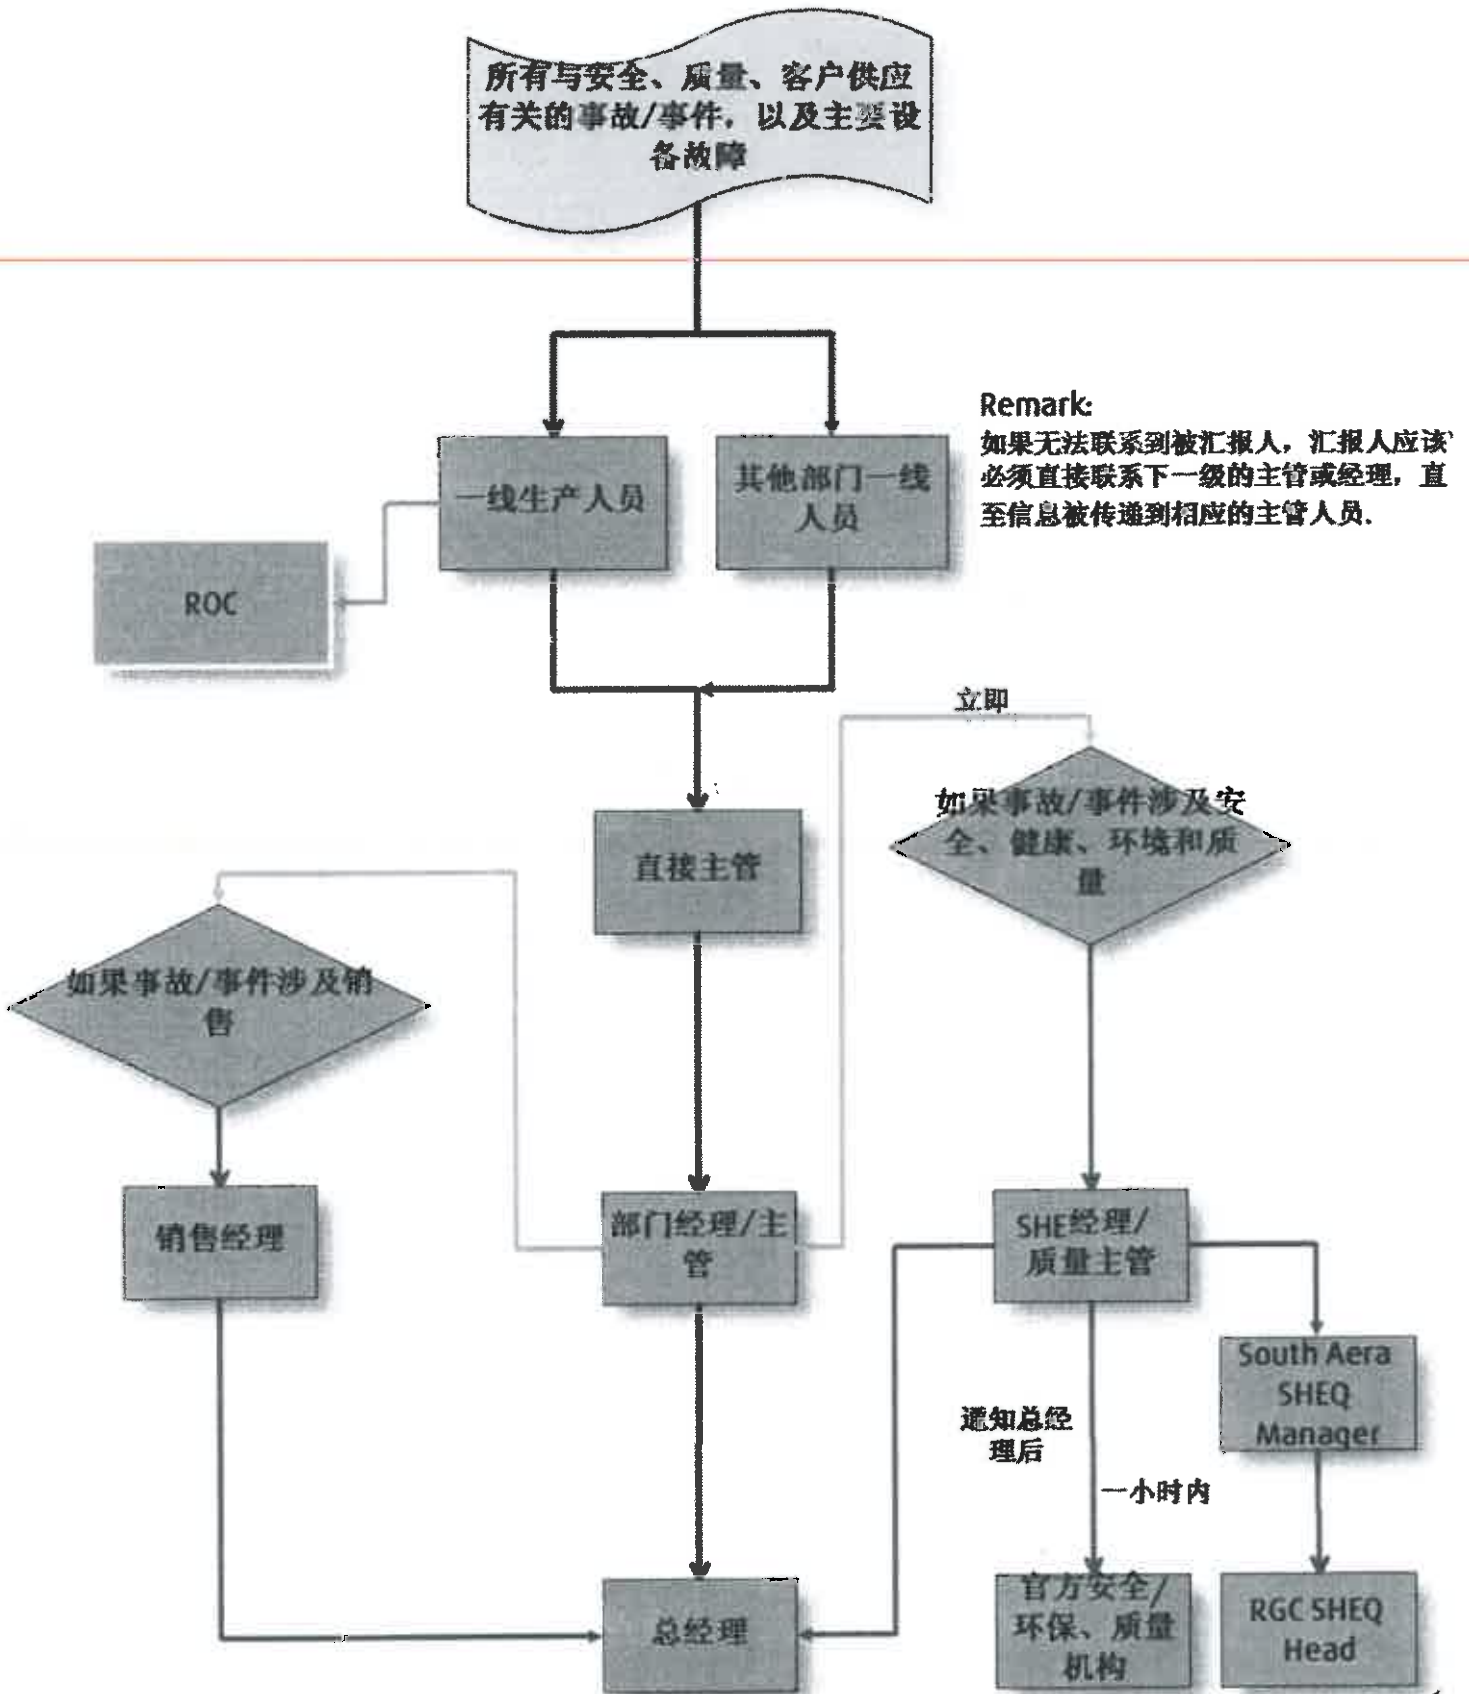 所有与安全、质量、客户供应
有关的事故/事件，以及主要设
备故障
Remark:
如果无法联系到被汇报人，汇报人应该
必须直接联系下一级的主管或经理，直
至信息被传递到相应的主管人员.
一线生产人员
其他部门一线
人员
ROC
立即
如果事故/事件涉及安
全、健康、环境和质
量
直接主管
如果事故/事件涉及销
售
销售经理
部门经理/主
管
SHE经理/
质量主管
South Aera
SHEQ
Manager
通知总经
理后
一小时内
总经理
官方安全/
环保、质量
机构
RGC SHEQ
Head